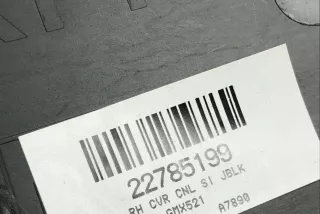 22785199
RH CVR CNL SI JBLK
GMX521 A7890